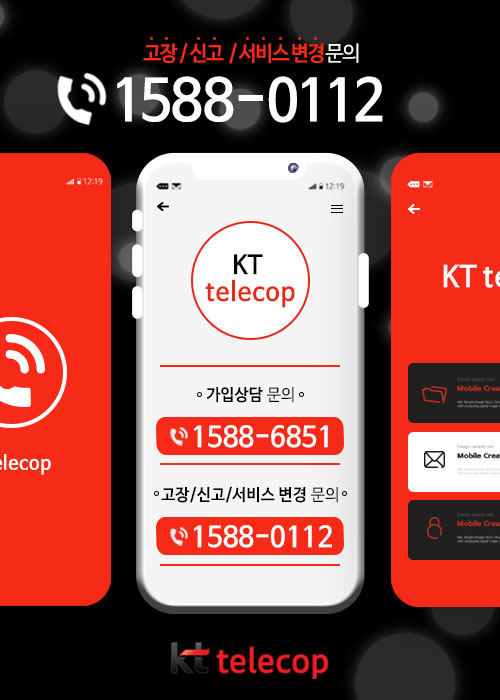 고장 / 신고 / 서비스 변경 문의
1588-0112
12:19
12:19
KT
telecop
가입상담 문의
1588-6851
고장/신고/서비스 변경 문의
1588-0112
elecop
KT te
Design sample text
Mobile Crea
Design sample text
Mobile Crea
Design sample text
Mobile Crea
kt telecop